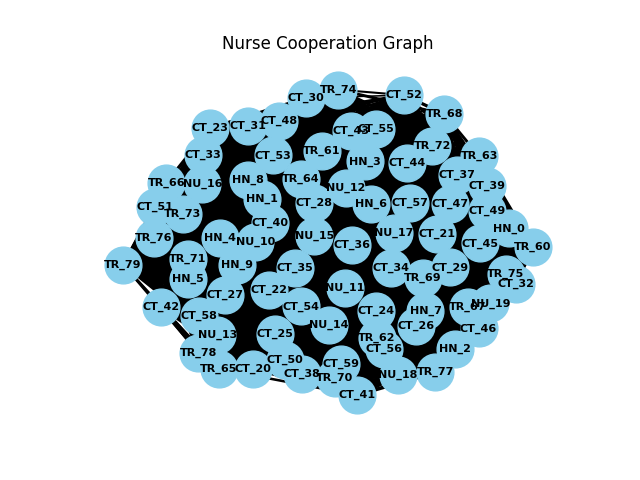 Nurse Cooperation Graph
TR_74
CT_30
CT_52
TR_68
CT_23
CT_31
CT_48
CT_43
CT_55
TR_72
CT_33
CT_53
TR_61
HN_3
CT_44
TR_63
TR_66
NU_16
HN_8
TR_64
NU_12
CT_37
CT_39
CT_51
TR_73
HN_1
CT_28
HN_6
CT_57
CT_47
CT_49
TR_76
HN_4
CT_40
NU_10
NU_15
CT_36
NU_17
CT_21
CT_45
HN_0
TR_60
TR_79
TR_71
HN_5
HN_9
CT_35
CT_34
TR_69
CT_29
TR_75
CT_32
CT_42
CT_27
CT_22
CT_54
NU_11
CT_24
HN_7
TR_67
NU_19
CT_58
NU_13
CT_25
NU_14
CT_26
CT_46
TR_78
TR_65
CT_20
CT_50
CT_38
CT_59
TR_70
TR_62
CT_56
HN_2
CT_41
NU_18
TR_77